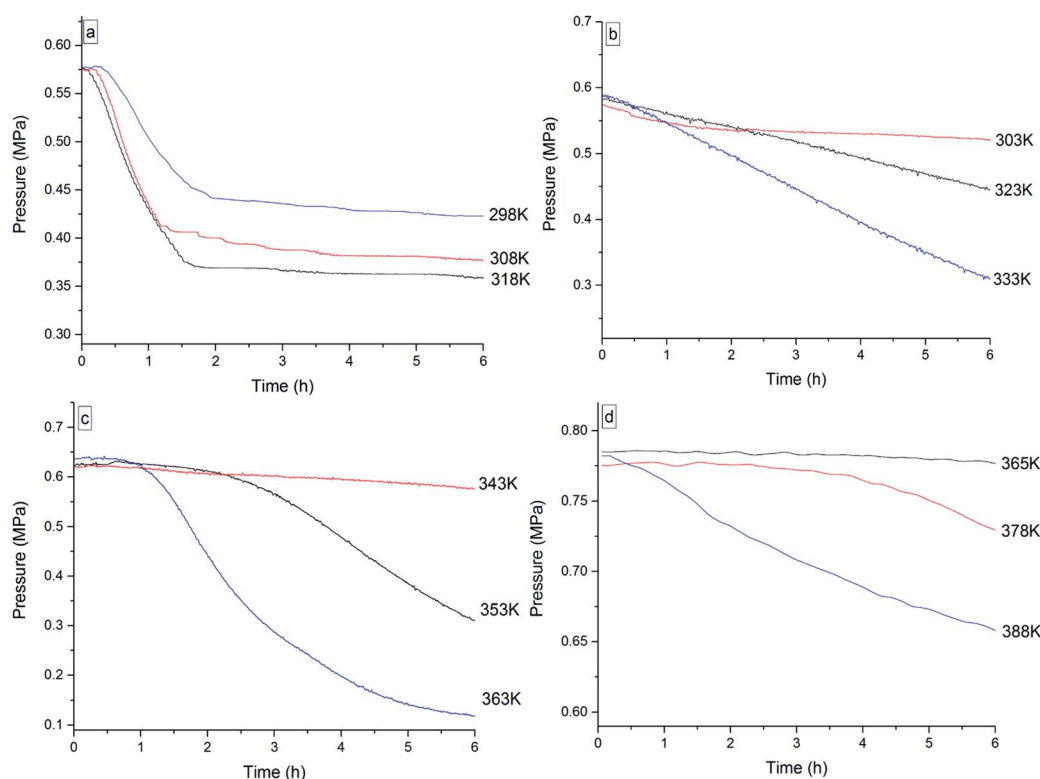 a
0.60
0.55
0.50
0.45
0.40
0.35
0.30
Pressure (MPa)
298K
308K
318K
0 1 2 3 4 5 6
Time (h)
b
0.7
0.6
0.5
0.4
0.3
Pressure (MPa)
303K
323K
333K
0 1 2 3 4 5 6
Time (h)
c
0.7
0.6
0.5
0.4
0.3
0.2
0.1
Pressure (MPa)
343K
353K
363K
0 1 2 3 4 5 6
Time (h)
d
0.80
0.75
0.70
0.65
0.60
Pressure (MPa)
365K
378K
388K
0 1 2 3 4 5 6
Time (h)